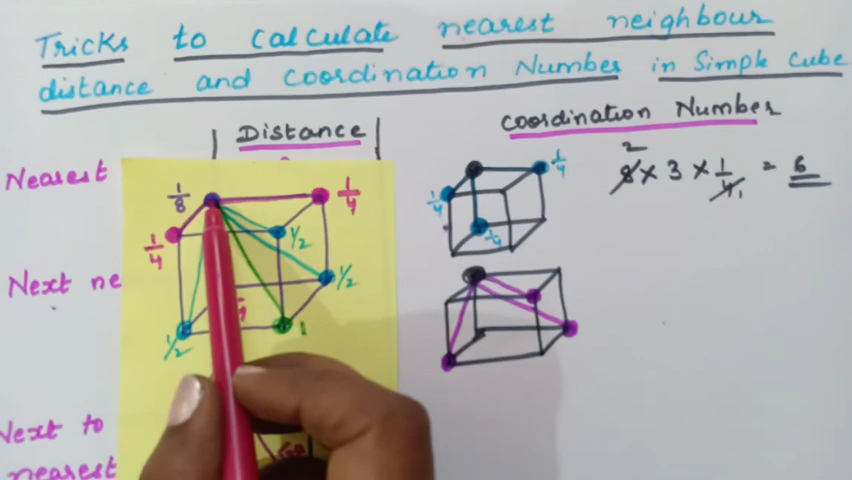 Tricks to calculate nearest neighbour
distance and coordination Number in Simple Cube
Distance
Coordination Number
Nearest
Next ne
Next to
nearest
1/8
1/4
1/4
1/2
1/2
1/2
1
1/4
1/4
1/4
2
8 × 3 × 1/4 1 = 6